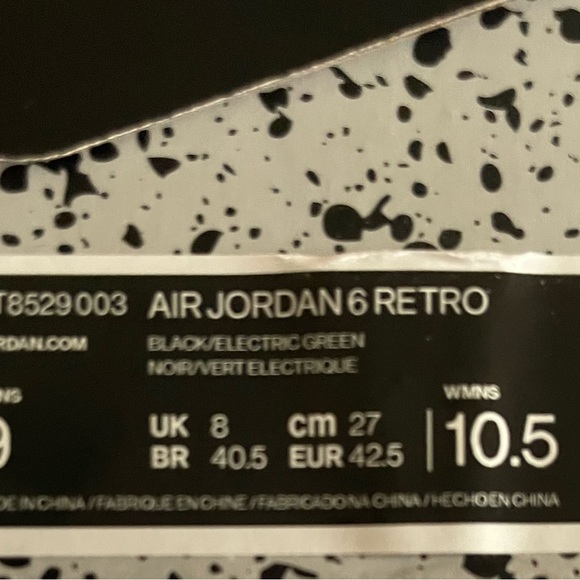 T8529 003 AIR JORDAN 6 RETRO
RDAN.COM BLACK/ELECTRIC GREEN
NOIR/VERT ELECTRIQUE
NS WMNS
9 UK 8 cm 27 10.5
BR 40.5 EUR 42.5
DE IN CHINA / FABRIQUE EN CHINE / FABRICADO NA CHINA / HECHO EN CHINA